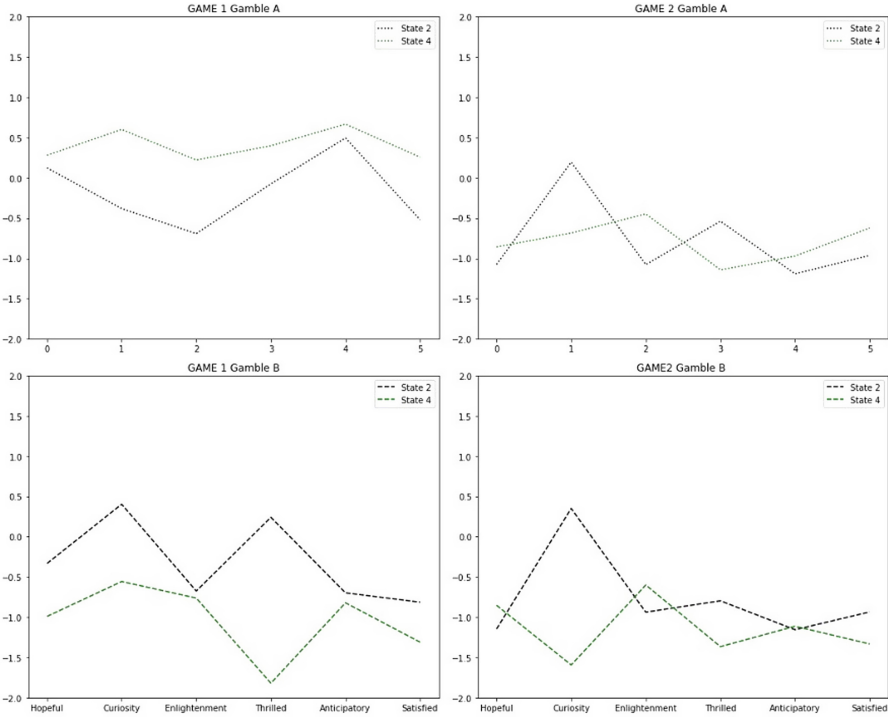 GAME 1 Gamble A
2.0
1.5
1.0
0.5
0.0
−0.5
−1.0
−1.5
−2.0
0 1 2 3 4 5
State 2
State 4
GAME 2 Gamble A
2.0
1.5
1.0
0.5
0.0
−0.5
−1.0
−1.5
−2.0
0 1 2 3 4 5
State 2
State 4
GAME 1 Gamble B
2.0
1.5
1.0
0.5
0.0
−0.5
−1.0
−1.5
−2.0
Hopeful Curiosity Enlightenment Thrilled Anticipatory Satisfied
State 2
State 4
GAME2 Gamble B
2.0
1.5
1.0
0.5
0.0
−0.5
−1.0
−1.5
−2.0
Hopeful Curiosity Enlightenment Thrilled Anticipatory Satisfied
State 2
State 4